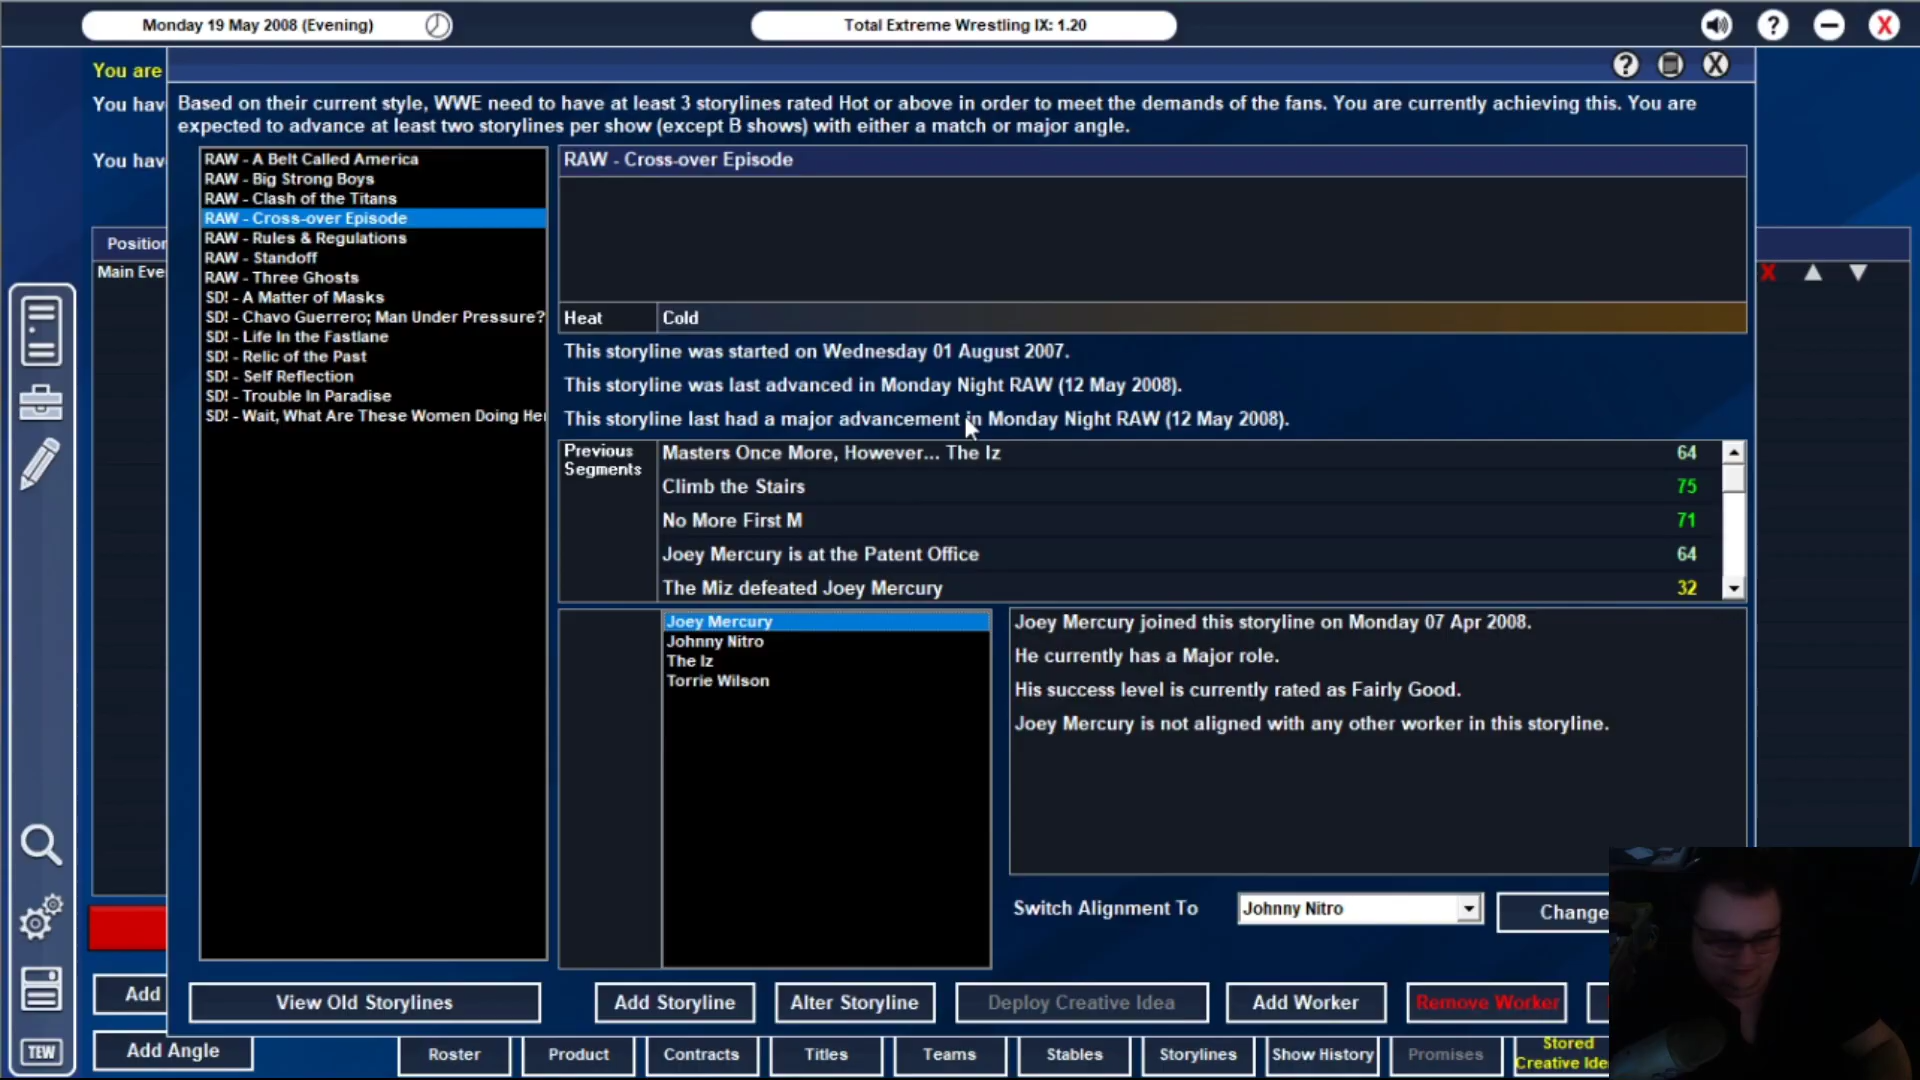 Monday 19 May 2008 (Evening)
Total Extreme Wrestling IX: 1.20
? X
You are
You hav
You hav
? X
Based on their current style, WWE need to have at least 3 storylines rated Hot or above in order to meet the demands of the fans. You are currently achieving this. You are
expected to advance at least two storylines per show (except B shows) with either a match or major angle.
Position
Main Eve
X
RAW - A Belt Called America
RAW - Big Strong Boys
RAW - Clash of the Titans
RAW - Cross-over Episode
RAW - Rules & Regulations
RAW - Standoff
RAW - Three Ghosts
SD! - A Matter of Masks
SD! - Chavo Guerrero; Man Under Pressure?
SD! - Life In the Fastlane
SD! - Relic of the Past
SD! - Self Reflection
SD! - Trouble In Paradise
SD! - Wait, What Are These Women Doing Her
RAW - Cross-over Episode
Heat Cold
This storyline was started on Wednesday 01 August 2007.
This storyline was last advanced in Monday Night RAW (12 May 2008).
This storyline last had a major advancement in Monday Night RAW (12 May 2008).
Previous
Segments
Masters Once More, However... The Iz 64
Climb the Stairs 75
No More First M 71
Joey Mercury is at the Patent Office 64
The Miz defeated Joey Mercury 32
Joey Mercury
Johnny Nitro
The Iz
Torrie Wilson
Joey Mercury joined this storyline on Monday 07 Apr 2008.
He currently has a Major role.
His success level is currently rated as Fairly Good.
Joey Mercury is not aligned with any other worker in this storyline.
Switch Alignment To Johnny Nitro Change
Add
View Old Storylines Add Storyline Alter Storyline Deploy Creative Idea Add Worker Remove Worker
TEW
Add Angle Roster Product Contracts Titles Teams Stables Storylines Show History Promises
Stored
Creative Ide